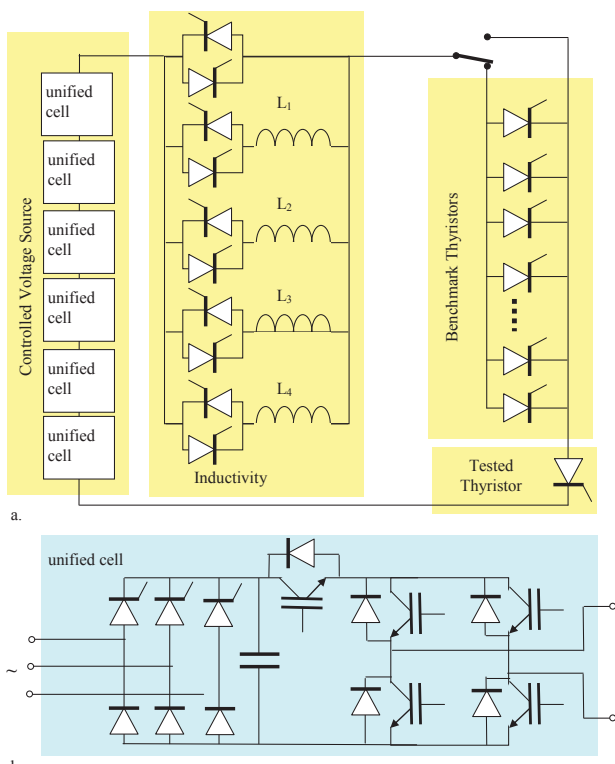 Controlled Voltage Source
unified
cell
unified
cell
unified
cell
unified
cell
unified
cell
unified
cell
L1
L2
L3
L4
Inductivity
Benchmark Thyristors
Tested
Thyristor
a.
unified cell
~